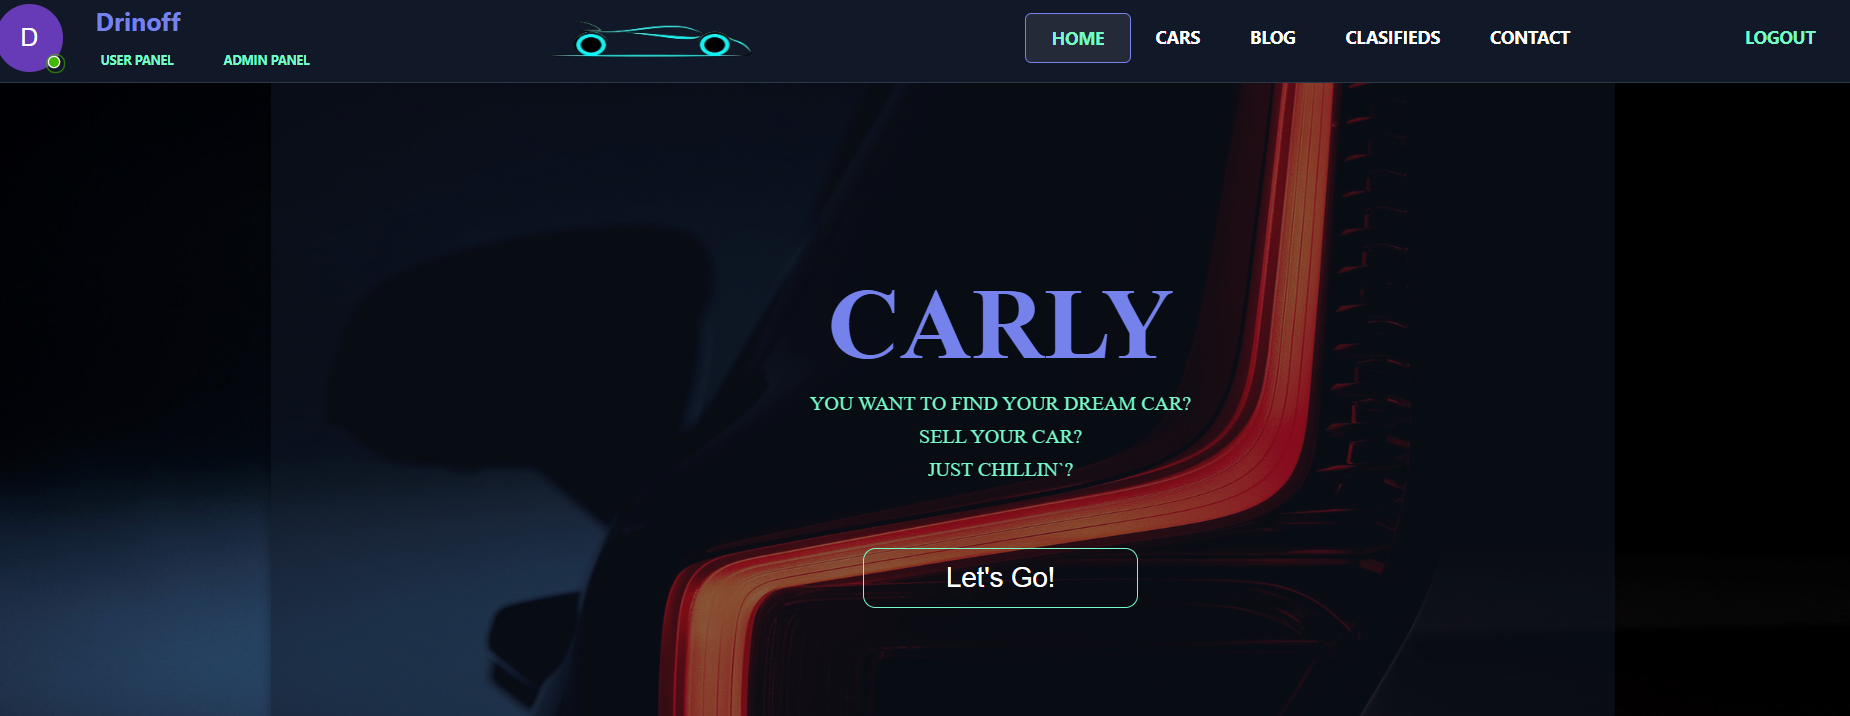 D
Drinoff
USER PANEL ADMIN PANEL
HOME CARS BLOG CLASIFIEDS CONTACT LOGOUT
CARLY
YOU WANT TO FIND YOUR DREAM CAR?
SELL YOUR CAR?
JUST CHILLIN`?
Let's Go!